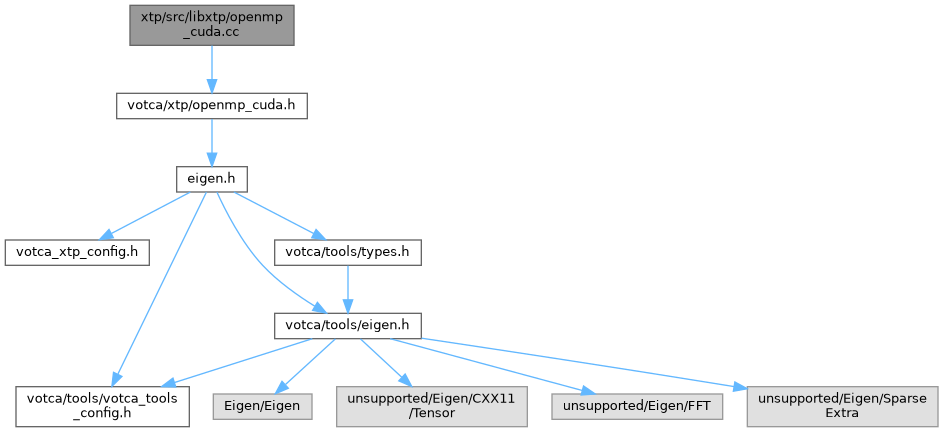 xtp/src/libxtp/openmp
_cuda.cc
votca/xtp/openmp_cuda.h
eigen.h
votca_xtp_config.h
votca/tools/types.h
votca/tools/eigen.h
votca/tools/votca_tools
_config.h
Eigen/Eigen
unsupported/Eigen/CXX11
/Tensor
unsupported/Eigen/FFT
unsupported/Eigen/Sparse
Extra